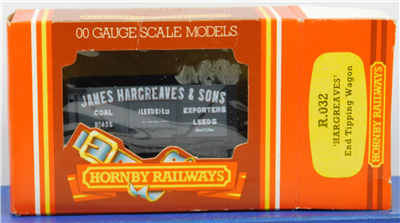 00 GAUGE SCALE MODELS
JAMES HARGREAVES & SONS
COAL (LEEDS) Ltd EXPORTERS
LEEDS
HORNBY RAILWAYS
HORNBY RAILWAYS
R.032
'HARGREAVES'
End Tipping Wagon